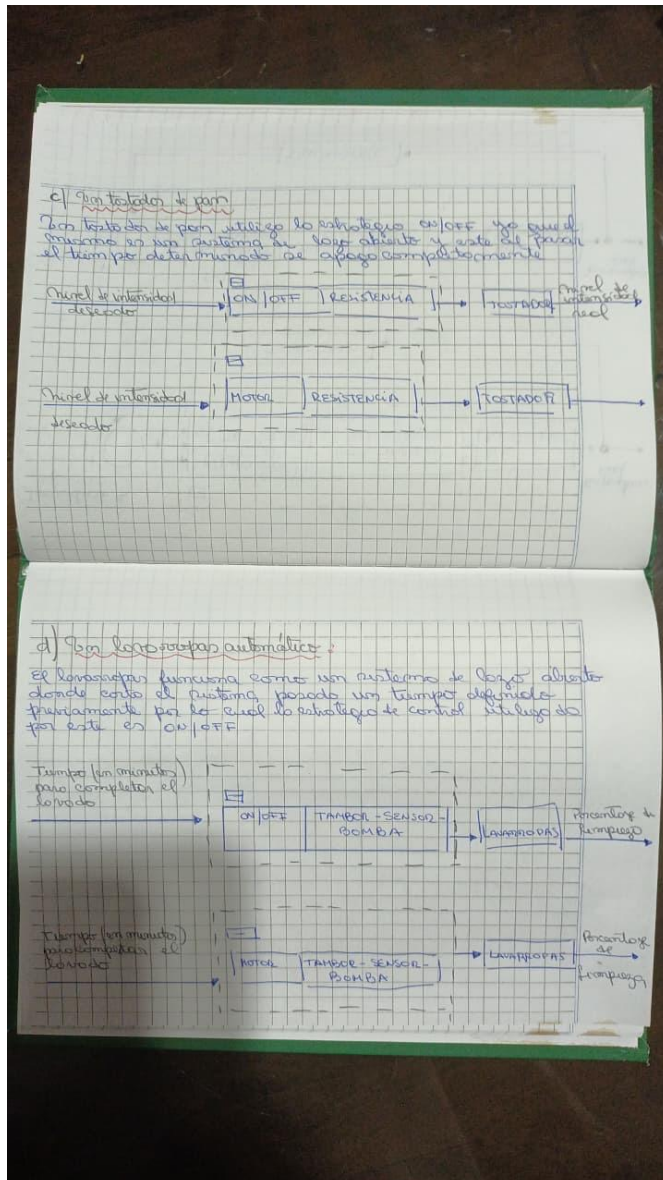 c) Un tostador de pan
Un tostador de pan utiliza la estrategia ON/OFF ya que el
mismo es un sistema de lazo abierto y este al pasar
el tiempo determinado se apaga completamente
nivel de intensidad
deseador
ON/OFF
RESISTENCIA
TOSTADOR
nivel de
intensidad
real
nivel de intensidad
deseador
MOTOR
RESISTENCIA
TOSTADOR
d) Un lavarropas automático:
El lavarropas funciona como un sistema de lazo abierto
donde corta el sistema pasado un tiempo definido
previamente por lo cual la estrategia de control utilizada
por este es ON/OFF
Tiempo (en minutos)
para completar el
lavado
ON/OFF
TAMBOR-SENSOR-
BOMBA
LAVARROPAS
Porcentaje de
limpieza
Tiempo (en minutos)
para completar el
lavado
MOTOR
TAMBOR-SENSOR-
BOMBA
LAVARROPAS
Porcentaje
de
limpieza